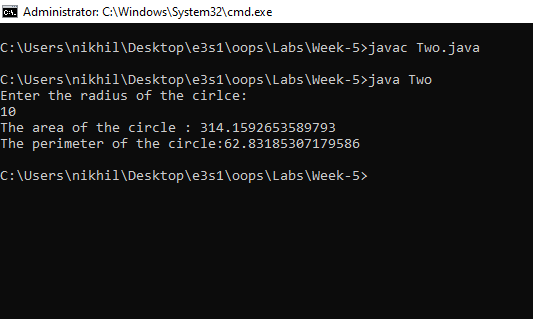 Administrator: C:\Windows\System32\cmd.exe
C:\Users\nikhil\Desktop\e3s1\oops\Labs\Week-5>javac Two.java
C:\Users\nikhil\Desktop\e3s1\oops\Labs\Week-5>java Two
Enter the radius of the cirlce:
10
The area of the circle : 314.1592653589793
The perimeter of the circle:62.83185307179586
C:\Users\nikhil\Desktop\e3s1\oops\Labs\Week-5>